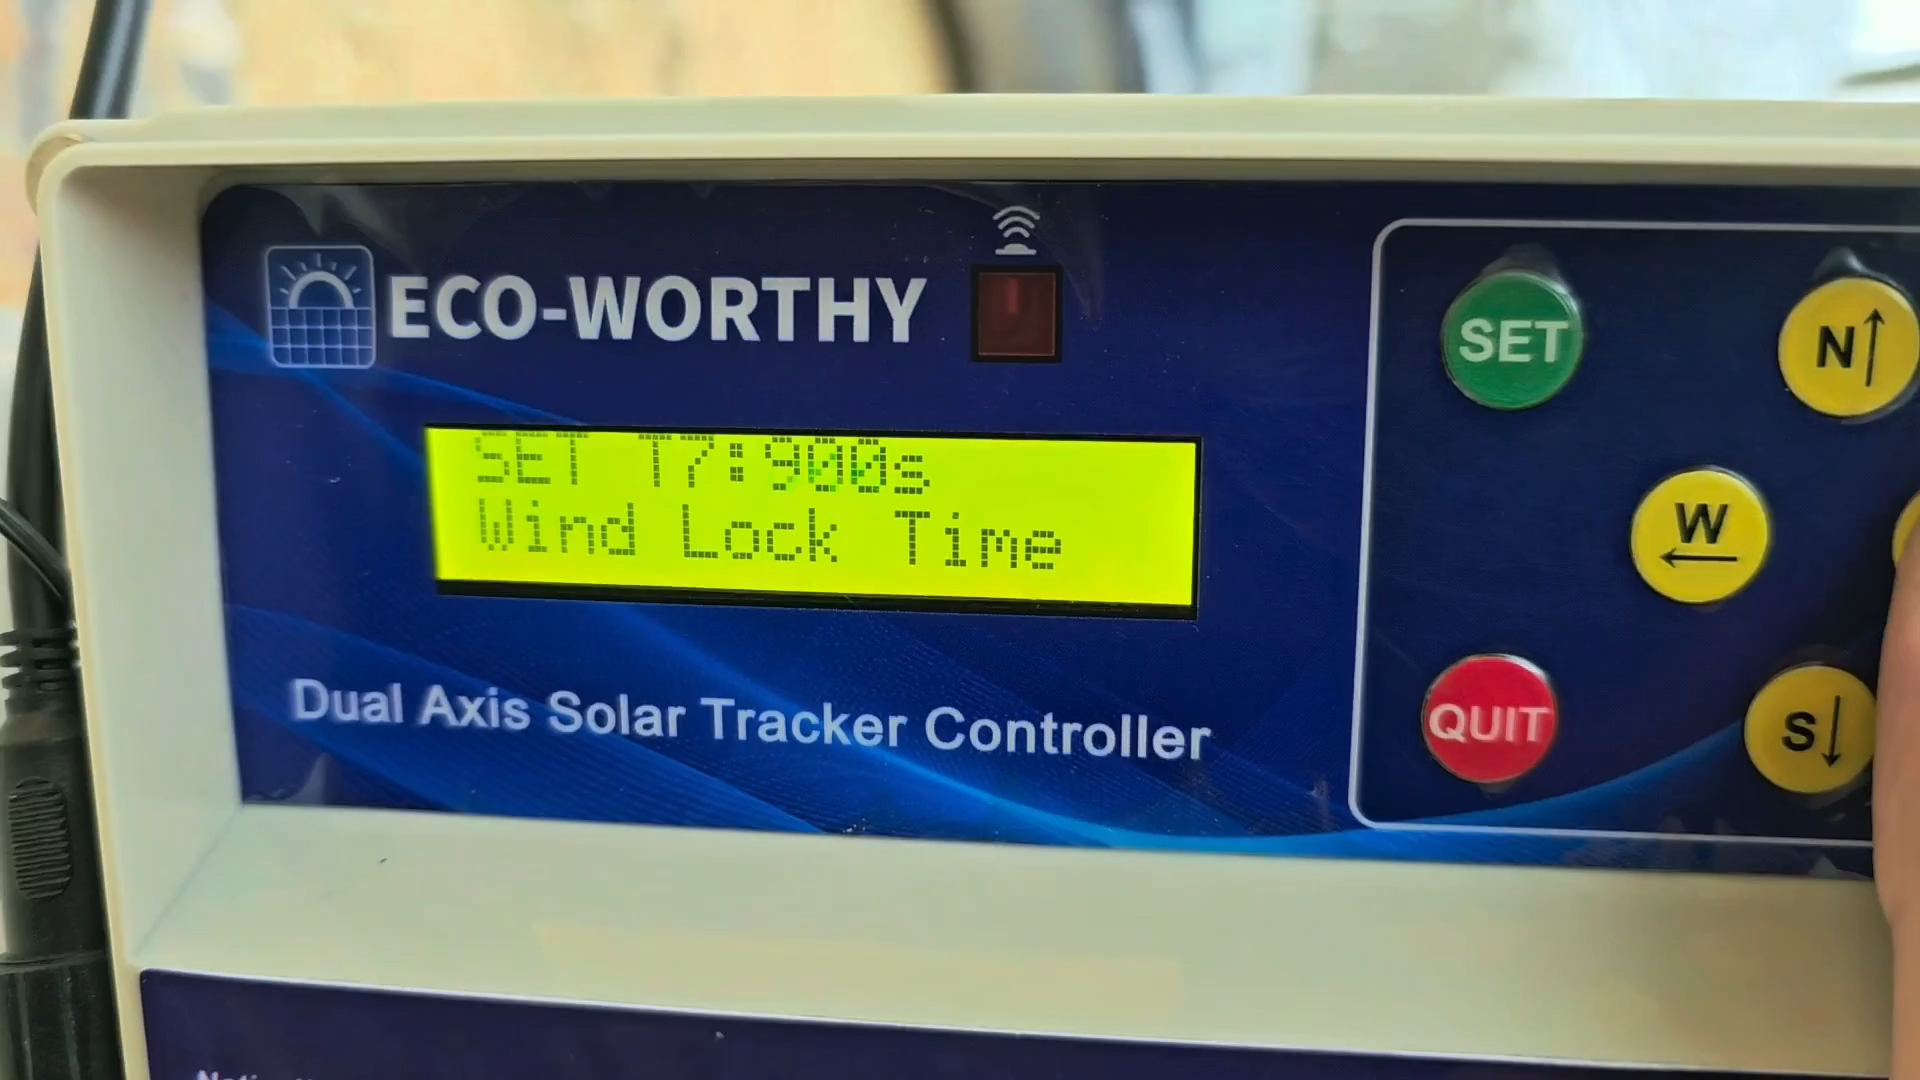 ECO-WORTHY
SET T7:900s
Wind Lock Time
Dual Axis Solar Tracker Controller
SET
N↑
W
←
QUIT
S↓